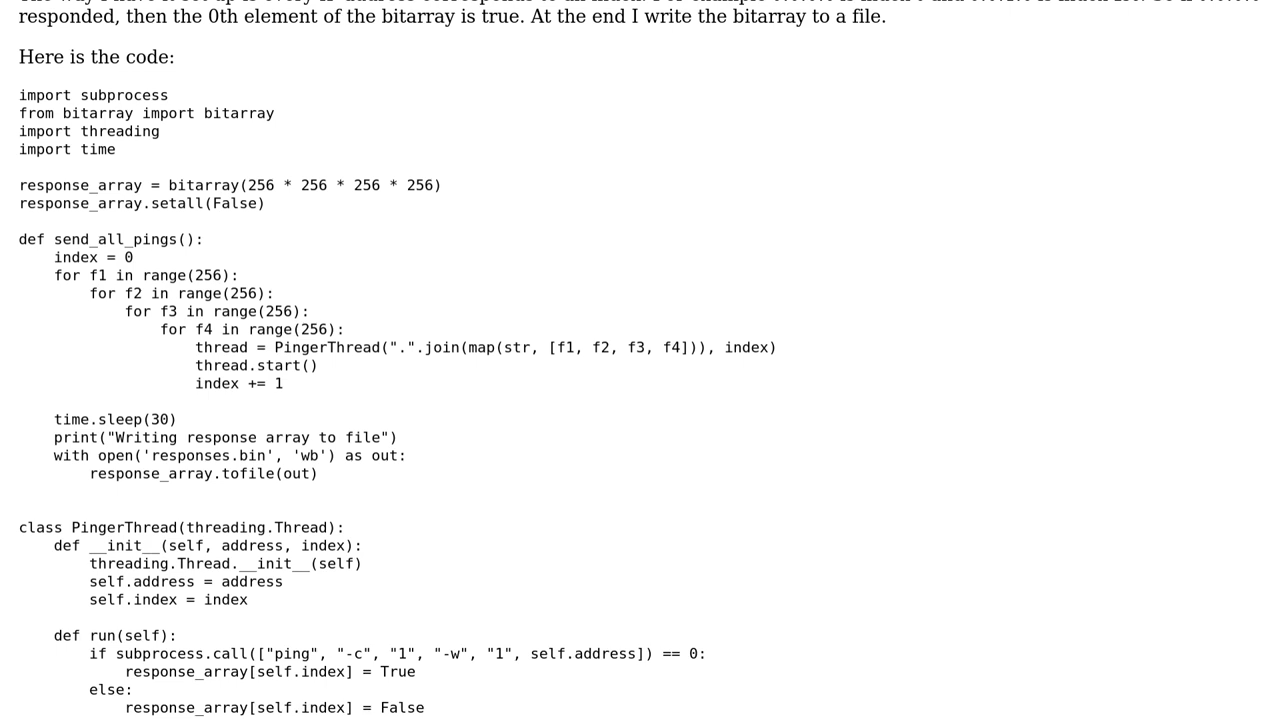 responded, then the 0th element of the bitarray is true. At the end I write the bitarray to a file.
Here is the code:
import subprocess
from bitarray import bitarray
import threading
import time
response_array = bitarray(256 * 256 * 256 * 256)
response_array.setall(False)
def send_all_pings():
    index = 0
    for f1 in range(256):
        for f2 in range(256):
            for f3 in range(256):
                for f4 in range(256):
                    thread = PingerThread(".".join(map(str, [f1, f2, f3, f4])), index)
                    thread.start()
                    index += 1
    time.sleep(30)
    print("Writing response array to file")
    with open('responses.bin', 'wb') as out:
        response_array.tofile(out)
class PingerThread(threading.Thread):
    def __init__(self, address, index):
        threading.Thread.__init__(self)
        self.address = address
        self.index = index
    def run(self):
        if subprocess.call(["ping", "-c", "1", "-w", "1", self.address]) == 0:
            response_array[self.index] = True
        else:
            response_array[self.index] = False